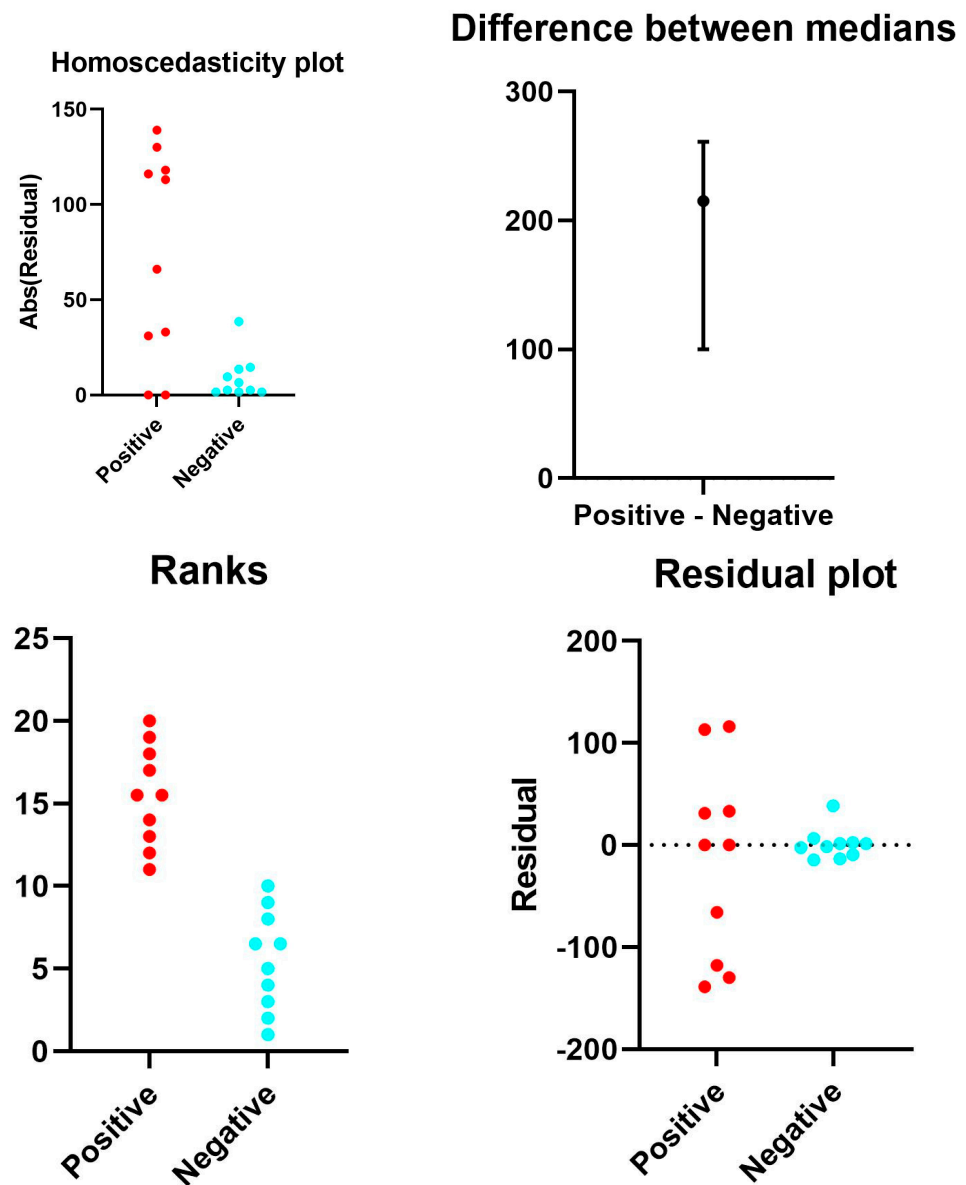 Homoscedasticity plot
Abs(Residual)
150
100
50
0
Positive
Negative
Difference between medians
300
200
100
0
Positive - Negative
Ranks
25
20
15
10
5
0
Positive
Negative
Residual plot
Residual
200
100
0
-100
-200
Positive
Negative